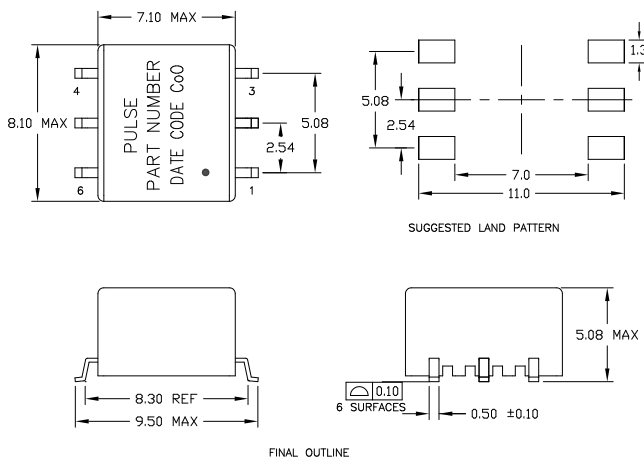 7.10 MAX
8.10 MAX
4
6
3
1
PULSE
PART NUMBER
DATE CODE CoO
5.08
2.54
5.08
2.54
7.0
11.0
SUGGESTED LAND PATTERN
8.30 REF
9.50 MAX
5.08 MAX
0.10
6 SURFACES
0.50 ±0.10
FINAL OUTLINE